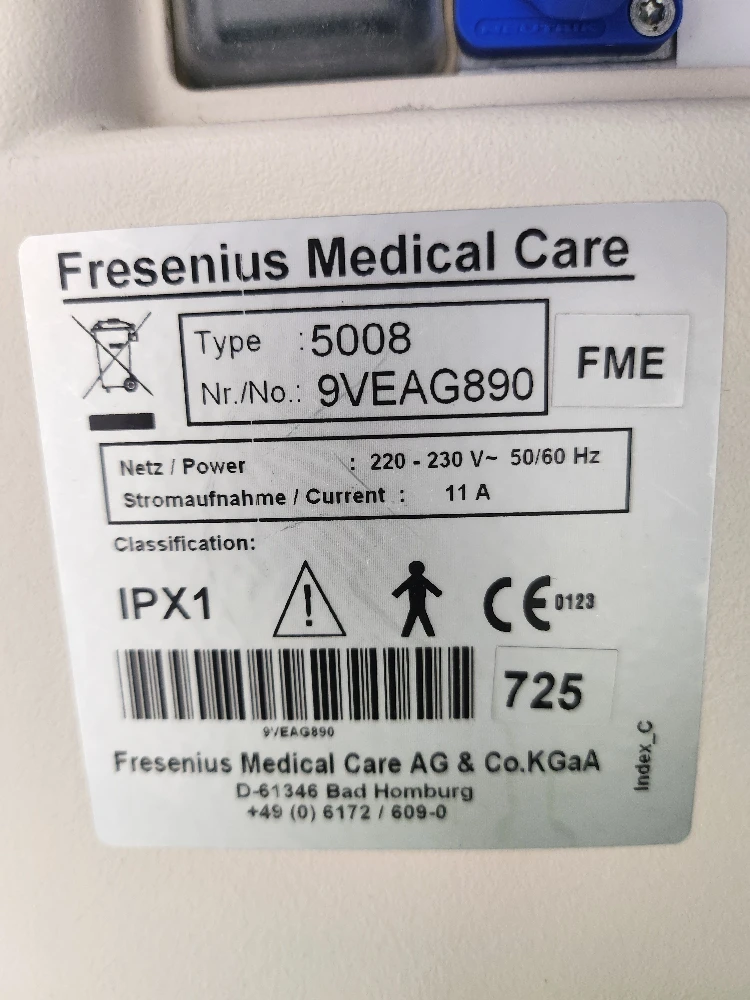 Fresenius Medical Care
Type : 5008
Nr./No.: 9VEAG890
FME
Netz / Power : 220 - 230 V~ 50/60 Hz
Stromaufnahme / Current : 11 A
Classification:
IPX1
!
CE 0123
9VEAG890
725
Index_C
Fresenius Medical Care AG & Co.KGaA
D-61346 Bad Homburg
+49 (0) 6172 / 609-0